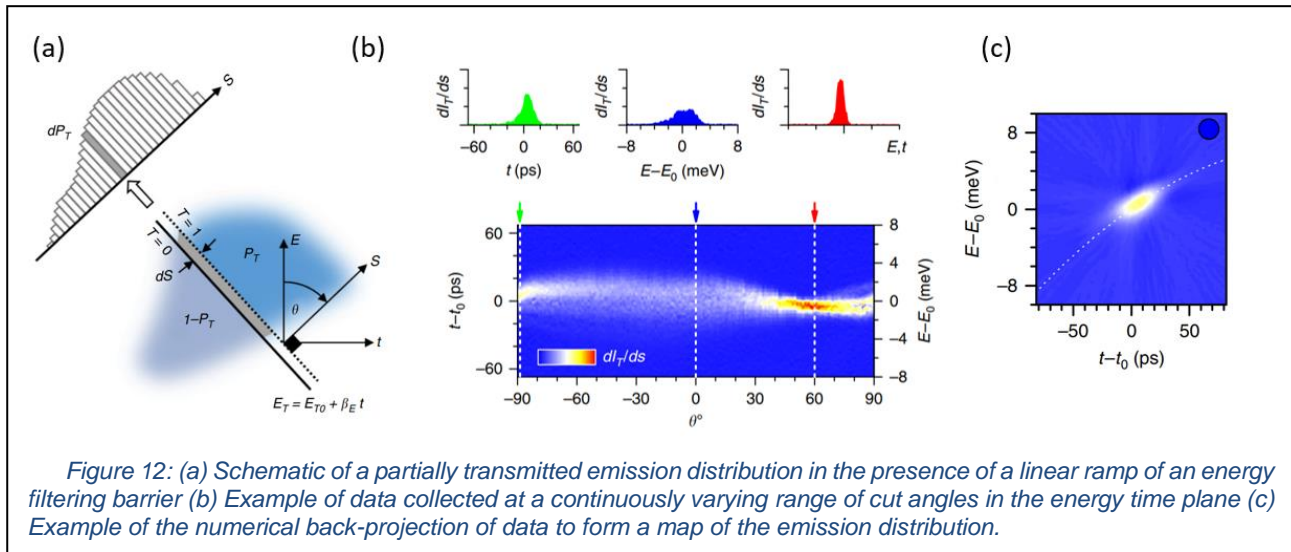 (a)
(b)
(c)
S
dP_T
T = 1
T = 0
E
P_T
S
dS
θ
1–P_T
t
E_T = E_T0 + β_E t
dI_T/ds
–60 0 60
t (ps)
dI_T/ds
–8 0 8
E–E_0 (meV)
dI_T/ds
E,t
t–t_0 (ps)
60
0
–60
8
4
0
–4
–8
E–E_0 (meV)
dI_T/ds
–90 –60 –30 0 30 60 90
θ°
E–E_0 (meV)
8
0
–8
–50 0 50
t–t_0 (ps)
Figure 12: (a) Schematic of a partially transmitted emission distribution in the presence of a linear ramp of an energy
filtering barrier (b) Example of data collected at a continuously varying range of cut angles in the energy time plane (c)
Example of the numerical back-projection of data to form a map of the emission distribution.